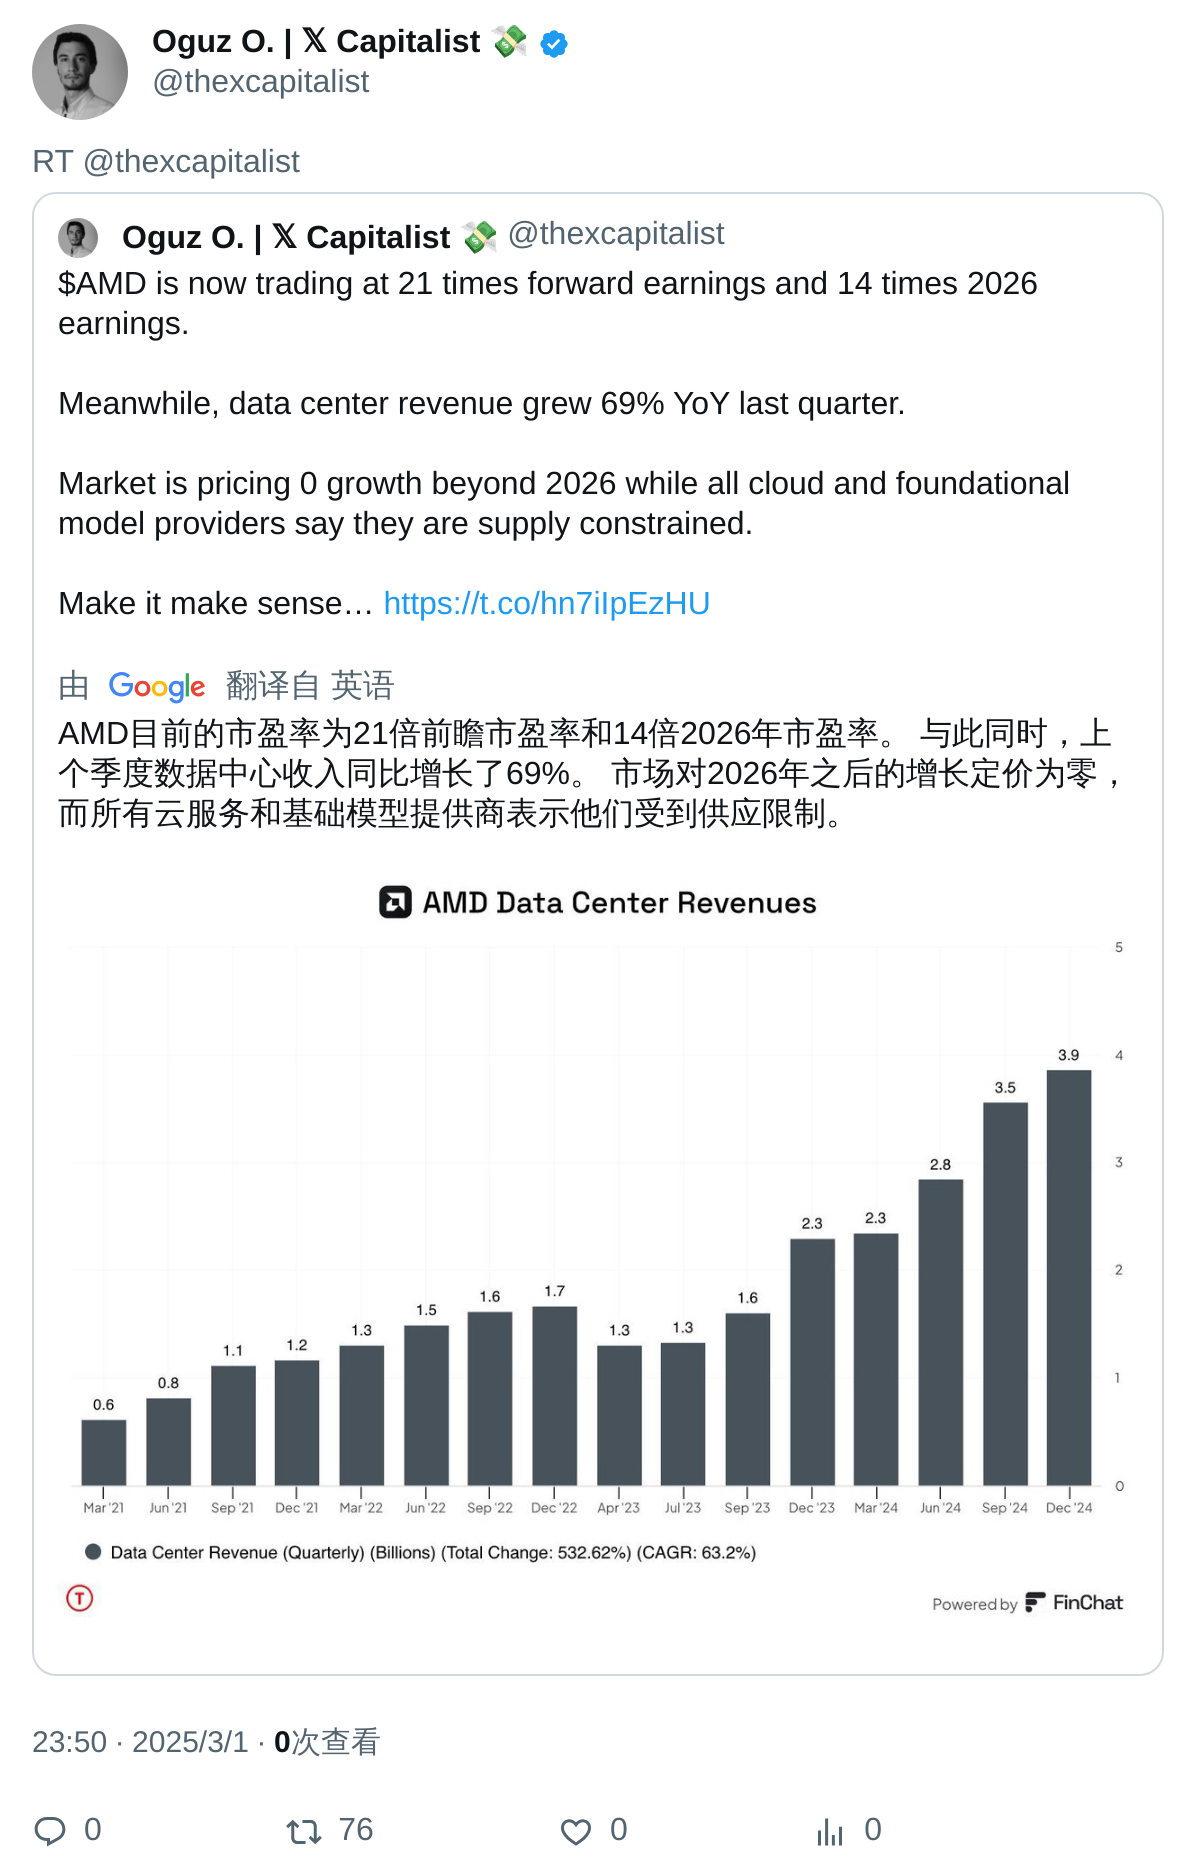 Oguz O. | 𝕏 Capitalist 💸
@thexcapitalist
RT @thexcapitalist
Oguz O. | 𝕏 Capitalist 💸 @thexcapitalist
$AMD is now trading at 21 times forward earnings and 14 times 2026
earnings.
Meanwhile, data center revenue grew 69% YoY last quarter.
Market is pricing 0 growth beyond 2026 while all cloud and foundational
model providers say they are supply constrained.
Make it make sense… https://t.co/hn7iIpEzHU
由 Google 翻译自 英语
AMD目前的市盈率为21倍前瞻市盈率和14倍2026年市盈率。 与此同时，上
个季度数据中心收入同比增长了69%。 市场对2026年之后的增长定价为零，
而所有云服务和基础模型提供商表示他们受到供应限制。
AMD Data Center Revenues
5
4
3
2
1
0
0.6
0.8
1.1
1.2
1.3
1.5
1.6
1.7
1.3
1.3
1.6
2.3
2.3
2.8
3.5
3.9
Mar '21 Jun '21 Sep '21 Dec '21 Mar '22 Jun '22 Sep '22 Dec '22 Apr '23 Jul '23 Sep '23 Dec '23 Mar '24 Jun '24 Sep '24 Dec '24
Data Center Revenue (Quarterly) (Billions) (Total Change: 532.62%) (CAGR: 63.2%)
T
Powered by FinChat
23:50 · 2025/3/1 · 0次查看
0 76 0 0